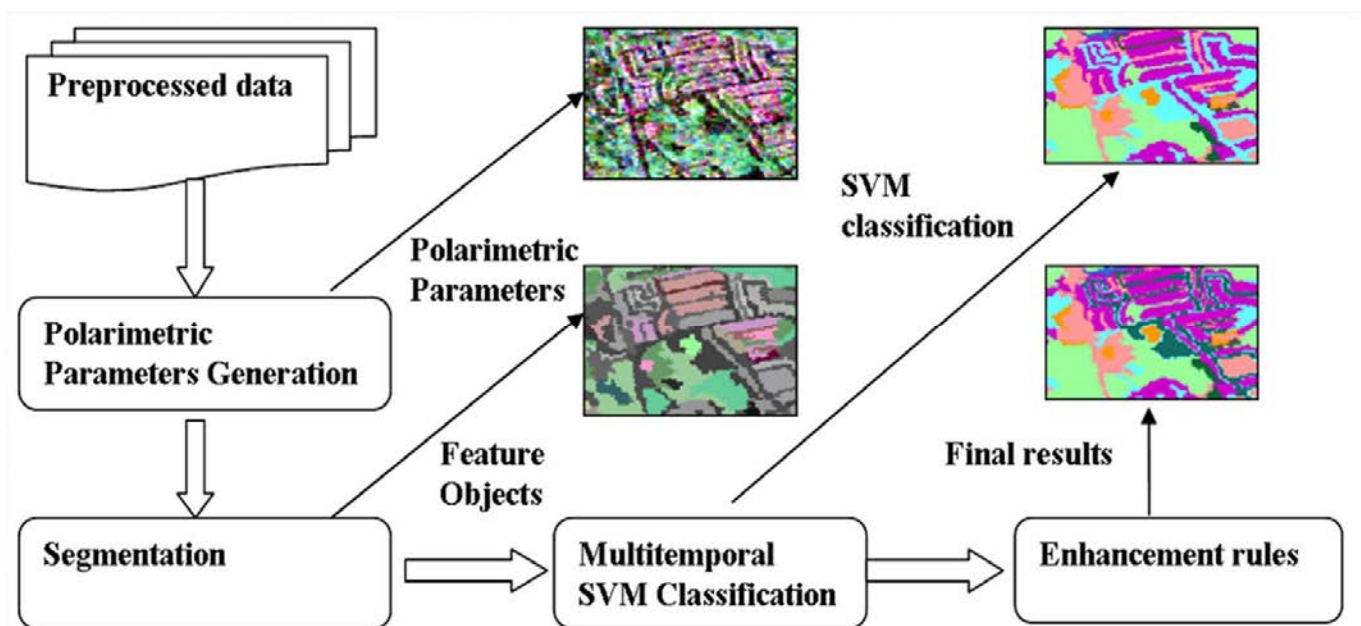 Preprocessed data
Polarimetric
Parameters Generation
Polarimetric
Parameters
Segmentation
Feature
Objects
Multitemporal
SVM Classification
SVM
classification
Enhancement rules
Final results